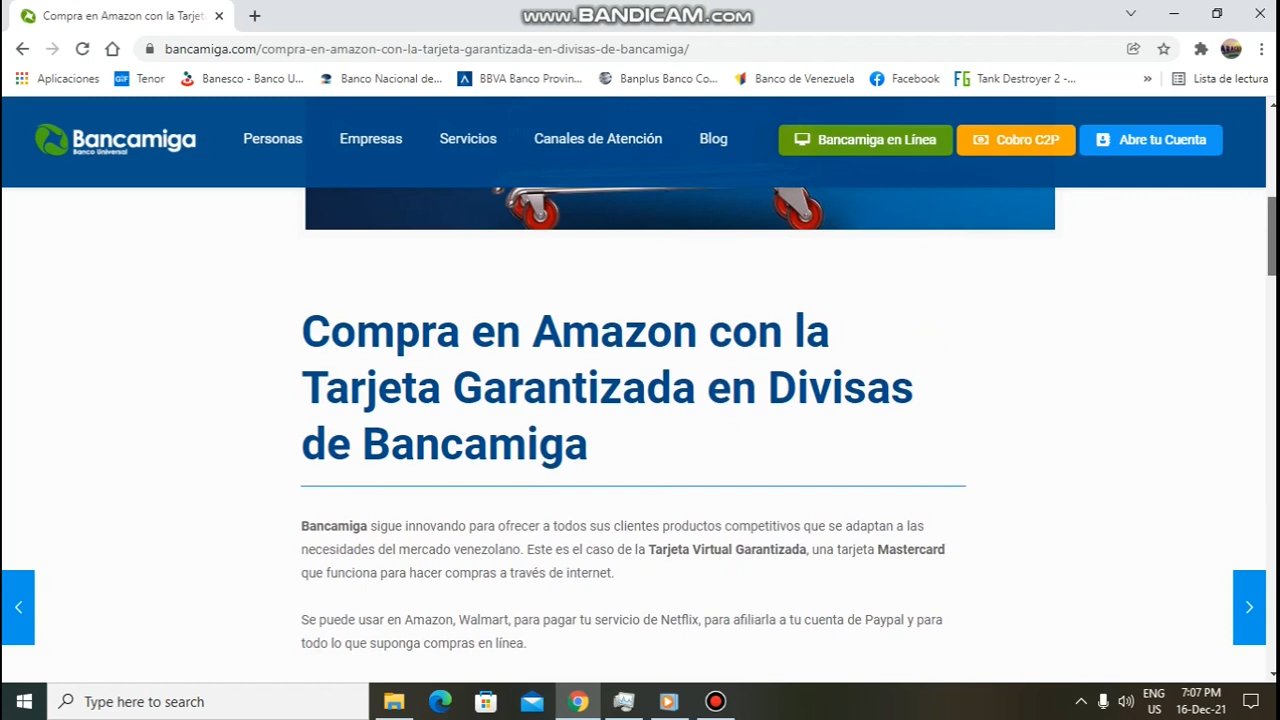 Compra en Amazon con la Tarjet
www.BANDICAM.com
bancamiga.com/compra-en-amazon-con-la-tarjeta-garantizada-en-divisas-de-bancamiga/
Aplicaciones
GIF
Tenor
Banesco - Banco U...
Banco Nacional de...
BBVA Banco Provin...
Banplus Banco Co...
Banco de Venezuela
Facebook
FG
Tank Destroyer 2 -...
»
Lista de lectura
Bancamiga
Banco Universal
Personas
Empresas
Servicios
Canales de Atención
Blog
Bancamiga en Línea
Cobro C2P
Abre tu Cuenta
Compra en Amazon con la
Tarjeta Garantizada en Divisas
de Bancamiga
Bancamiga sigue innovando para ofrecer a todos sus clientes productos competitivos que se adaptan a las
necesidades del mercado venezolano. Este es el caso de la Tarjeta Virtual Garantizada, una tarjeta Mastercard
que funciona para hacer compras a través de internet.
Se puede usar en Amazon, Walmart, para pagar tu servicio de Netflix, para afiliarla a tu cuenta de Paypal y para
todo lo que suponga compras en línea.
Type here to search
ENG
US
7:07 PM
16-Dec-21